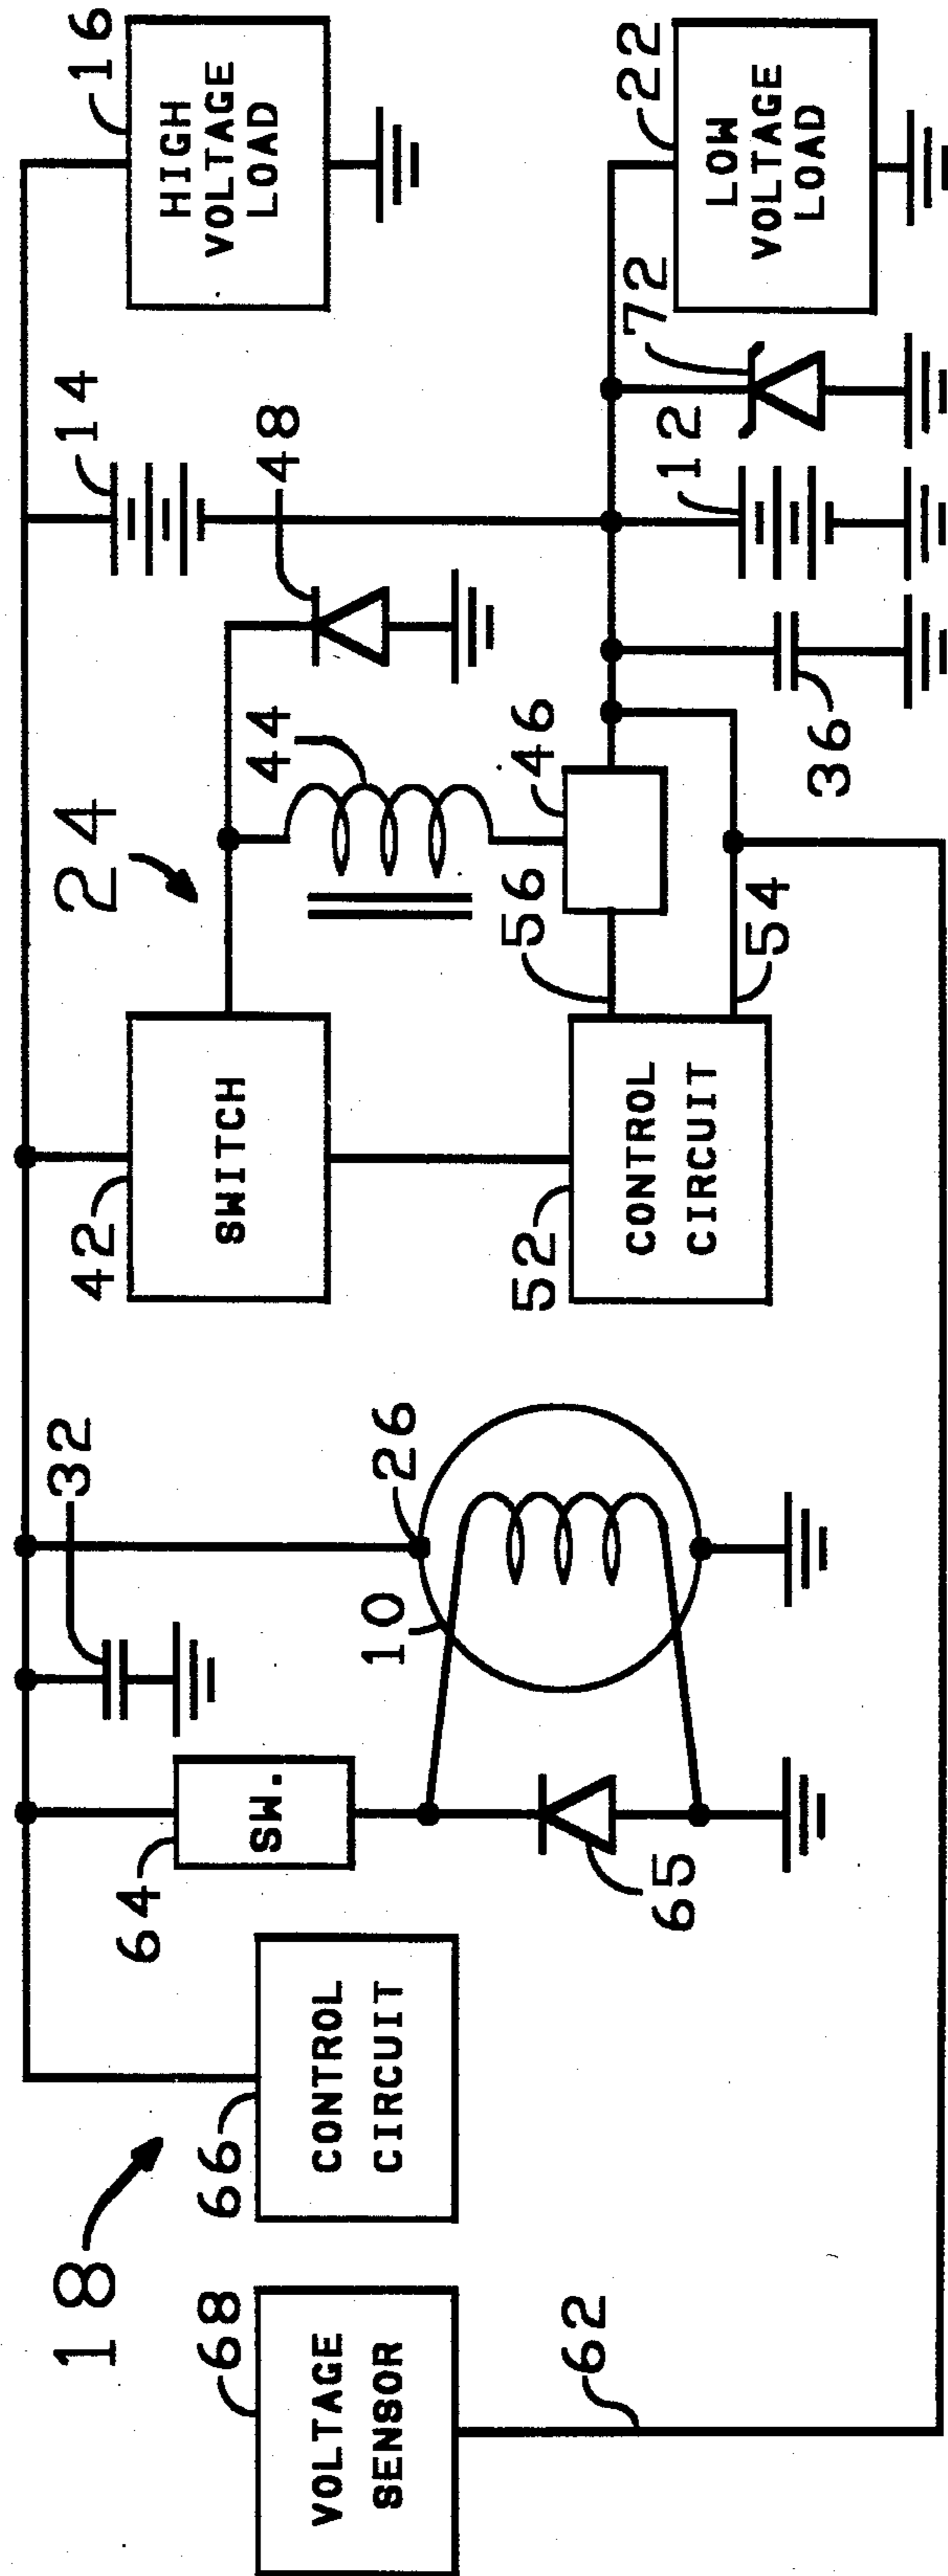 18
68
VOLTAGE
SENSOR
62
66
CONTROL
CIRCUIT
64
SW.
65
32
10
26
42
SWITCH
52
CONTROL
CIRCUIT
24
44
56
46
54
48
36
14
12
72
16
HIGH
VOLTAGE
LOAD
22
LOW
VOLTAGE
LOAD